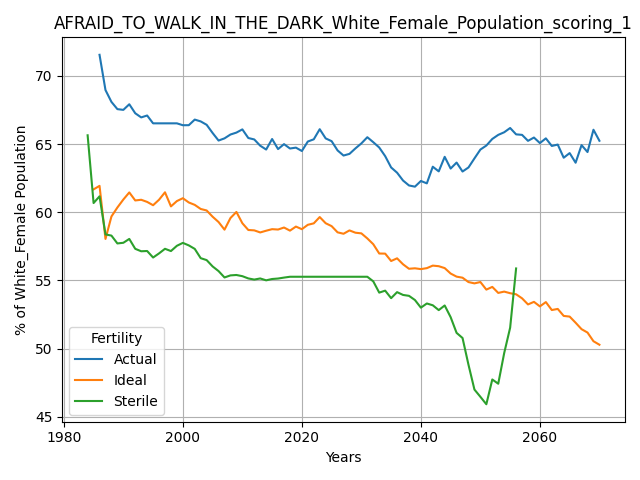 AFRAID_TO_WALK_IN_THE_DARK_White_Female_Population_scoring_1
% of White_Female Population
70
65
60
55
50
45
Fertility
Actual
Ideal
Sterile
1980 2000 2020 2040 2060
Years